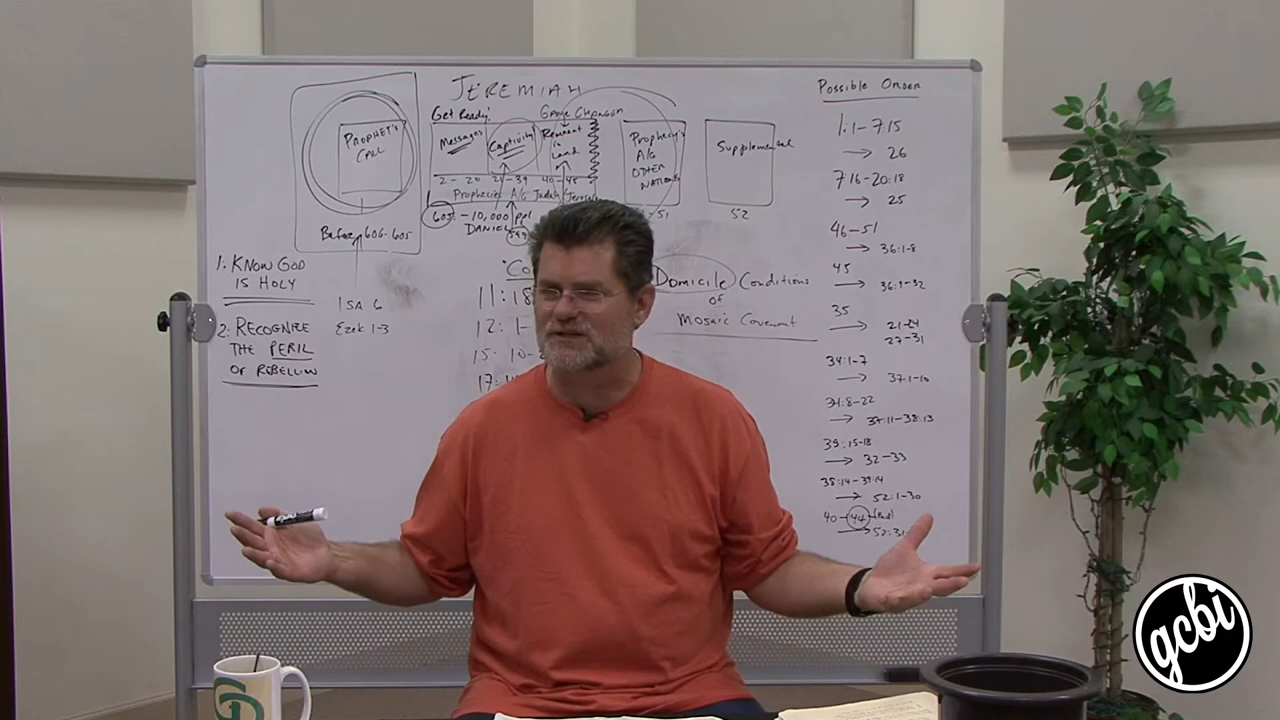 JEREMIAH
Get Ready!
GAME CHANGER
PROPHET'S
CALL
Messages
Captivity
Remnant
in
Land
2 - 20
40 - 45
Prophecies A/G Judah/
Before 606-605
605 - 10,000 ppl
DANIEL
Prophecy's
A/G
OTHER
NATIONS
51
Supplemental
52
1. KNOW GOD
IS HOLY
2. RECOGNIZE
THE PERIL
OF REBELLION
ISA 6
Ezek 1-3
"Co
11:18
12:1-
15:10-
17:
Domicile Conditions
of
Mosaic Covenant
Possible Order
1:1-7:15
→ 26
7:16-20:18
→ 25
46-51
→ 36:1-8
45
→ 36:9-32
35
→ 21-24
27-31
34:1-7
→ 37:1-10
34:8-22
→ 37:11-38:13
39:15-18
→ 32-33
38:14-39:14
→ 52:1-30
40-44
→ 52:31
gcbi